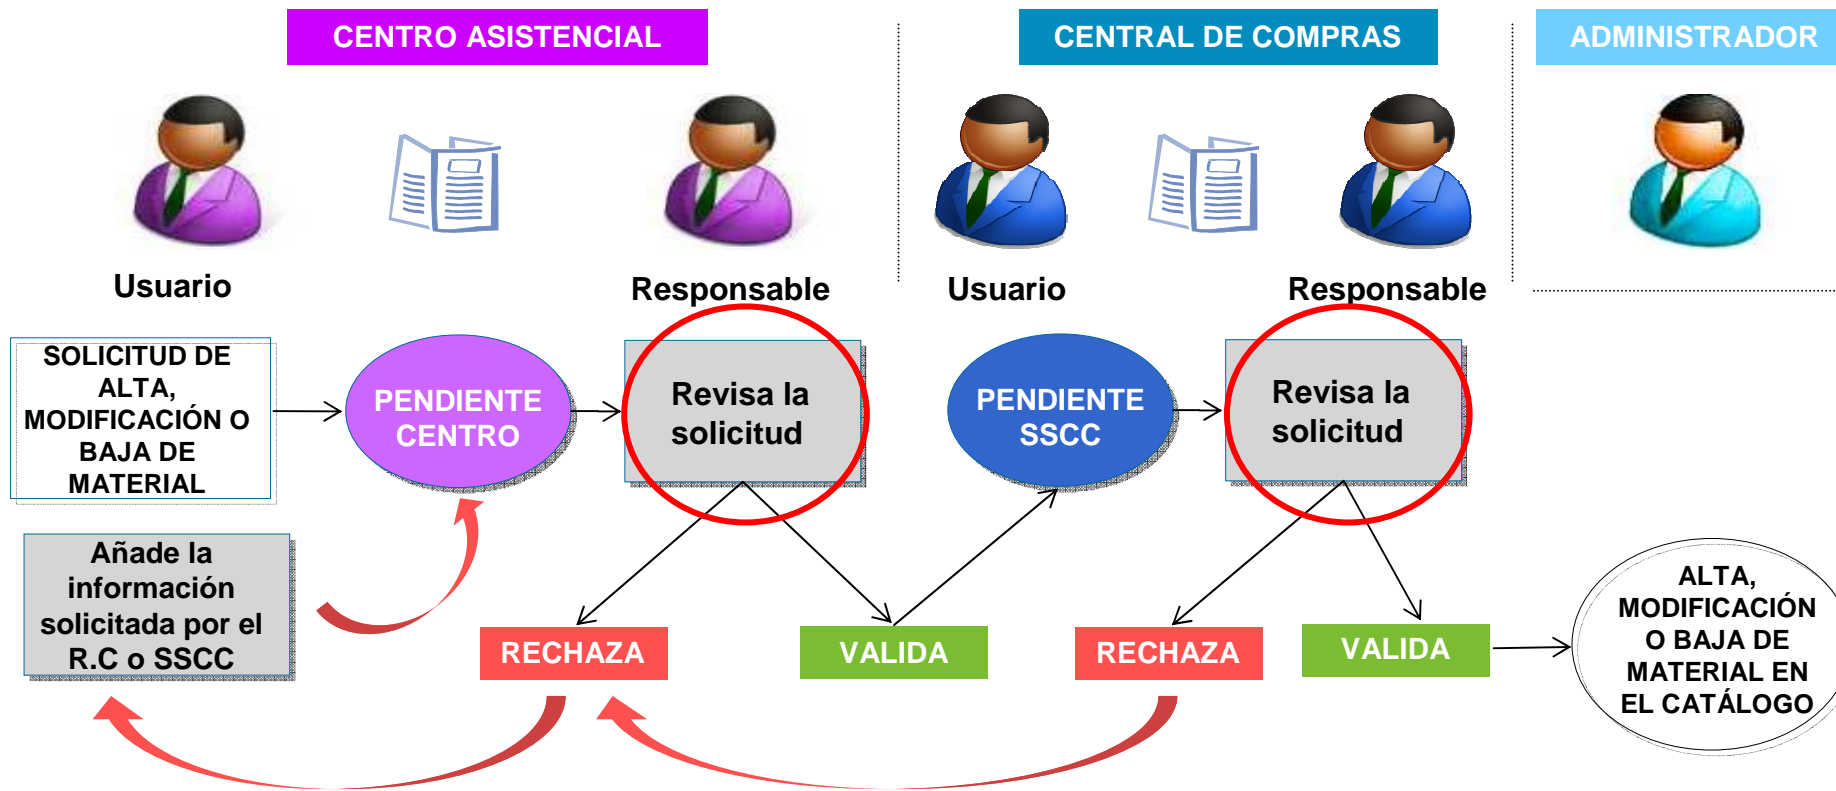 CENTRO ASISTENCIAL
CENTRAL DE COMPRAS
ADMINISTRADOR
Usuario
Responsable
Usuario
Responsable
SOLICITUD DE
ALTA,
MODIFICACIÓN O
BAJA DE
MATERIAL
PENDIENTE
CENTRO
Revisa la
solicitud
PENDIENTE
SSCC
Revisa la
solicitud
Añade la
información
solicitada por el
R.C o SSCC
RECHAZA
VALIDA
RECHAZA
VALIDA
ALTA,
MODIFICACIÓN
O BAJA DE
MATERIAL EN
EL CATÁLOGO